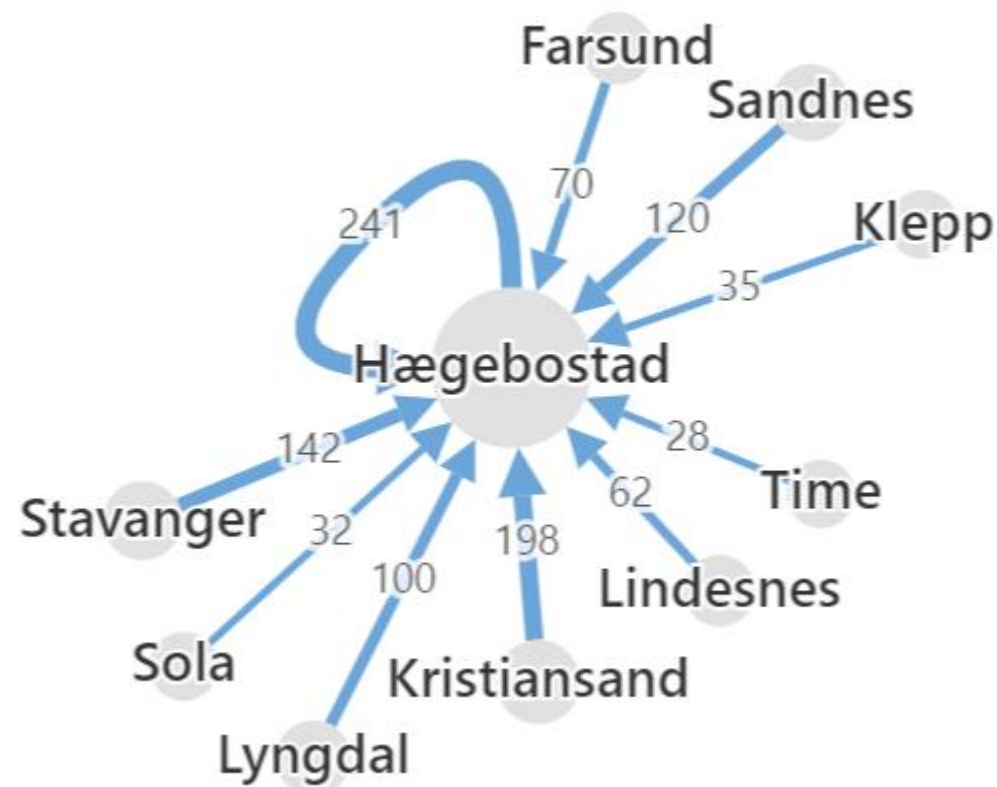 Farsund
Sandnes
70
120
241
Klepp
35
Hægebostad
142
28
Stavanger
62
Time
32
198
100
Lindesnes
Sola
Kristiansand
Lyngdal